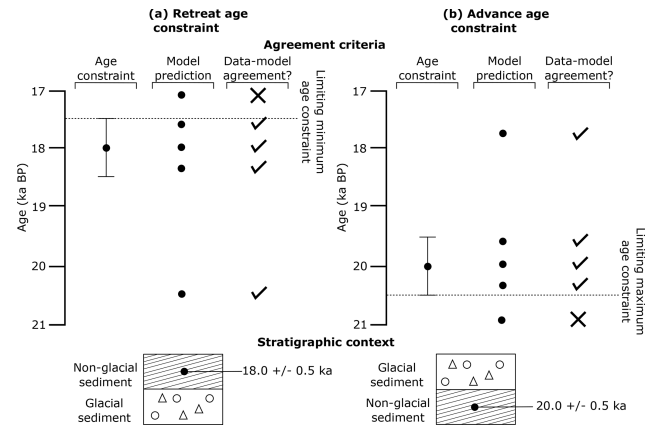 (a) Retreat age
constraint
(b) Advance age
constraint
Agreement criteria
Age
constraint
Model
prediction
Data-model
agreement?
Age
constraint
Model
prediction
Data-model
agreement?
17
18
19
20
21
Age (ka BP)
Limiting minimum
age constraint
17
18
19
20
21
Age (ka BP)
Limiting maximum
age constraint
Stratigraphic context
Non-glacial
sediment
18.0 +/- 0.5 ka
Glacial
sediment
Glacial
sediment
Non-glacial
sediment
20.0 +/- 0.5 ka